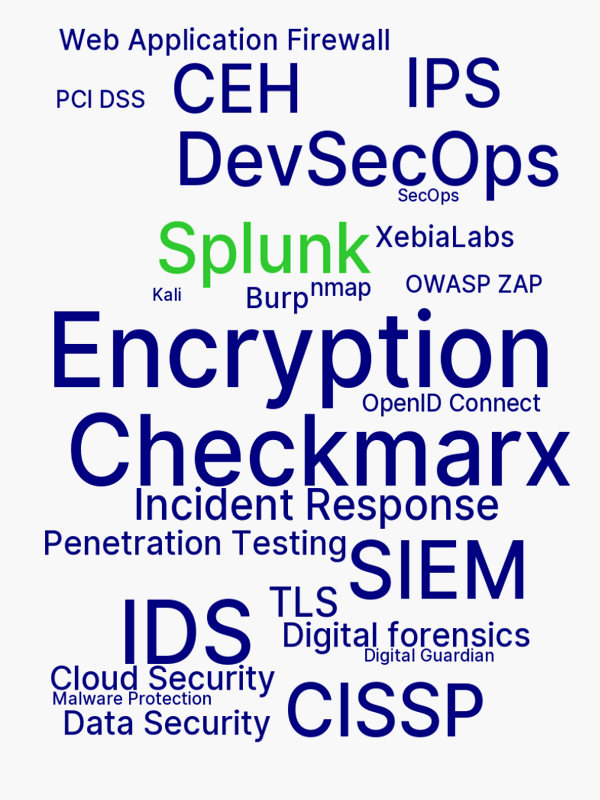 Web Application Firewall
PCI DSS
CEH
IPS
DevSecOps
SecOps
Splunk
XebiaLabs
Kali
Burp
nmap
OWASP ZAP
Encryption
OpenID Connect
Checkmarx
Incident Response
Penetration Testing
SIEM
IDS
TLS
Digital forensics
Digital Guardian
Cloud Security
Malware Protection
Data Security
CISSP